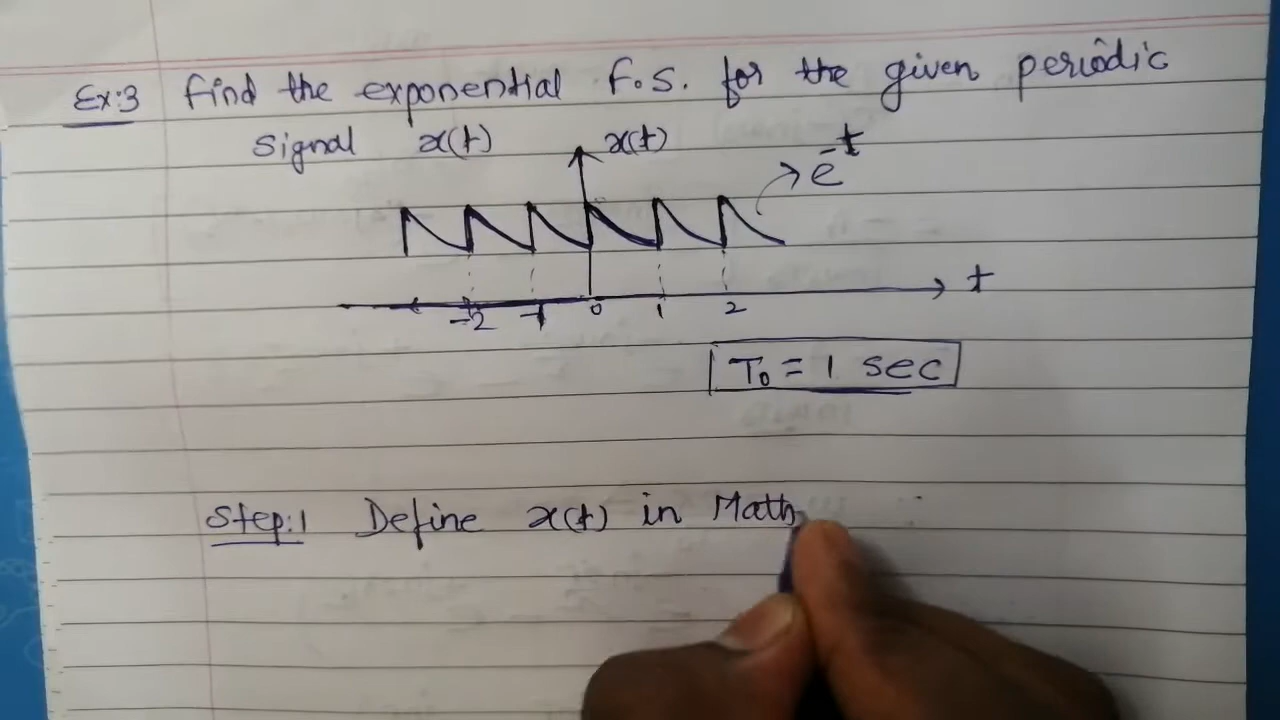 Ex:3 find the exponential F.S. for the given periodic
signal x(t)
x(t)
e^-t
t
-2 -1 0 1 2
T₀ = 1 sec
Step:1 Define x(t) in Math